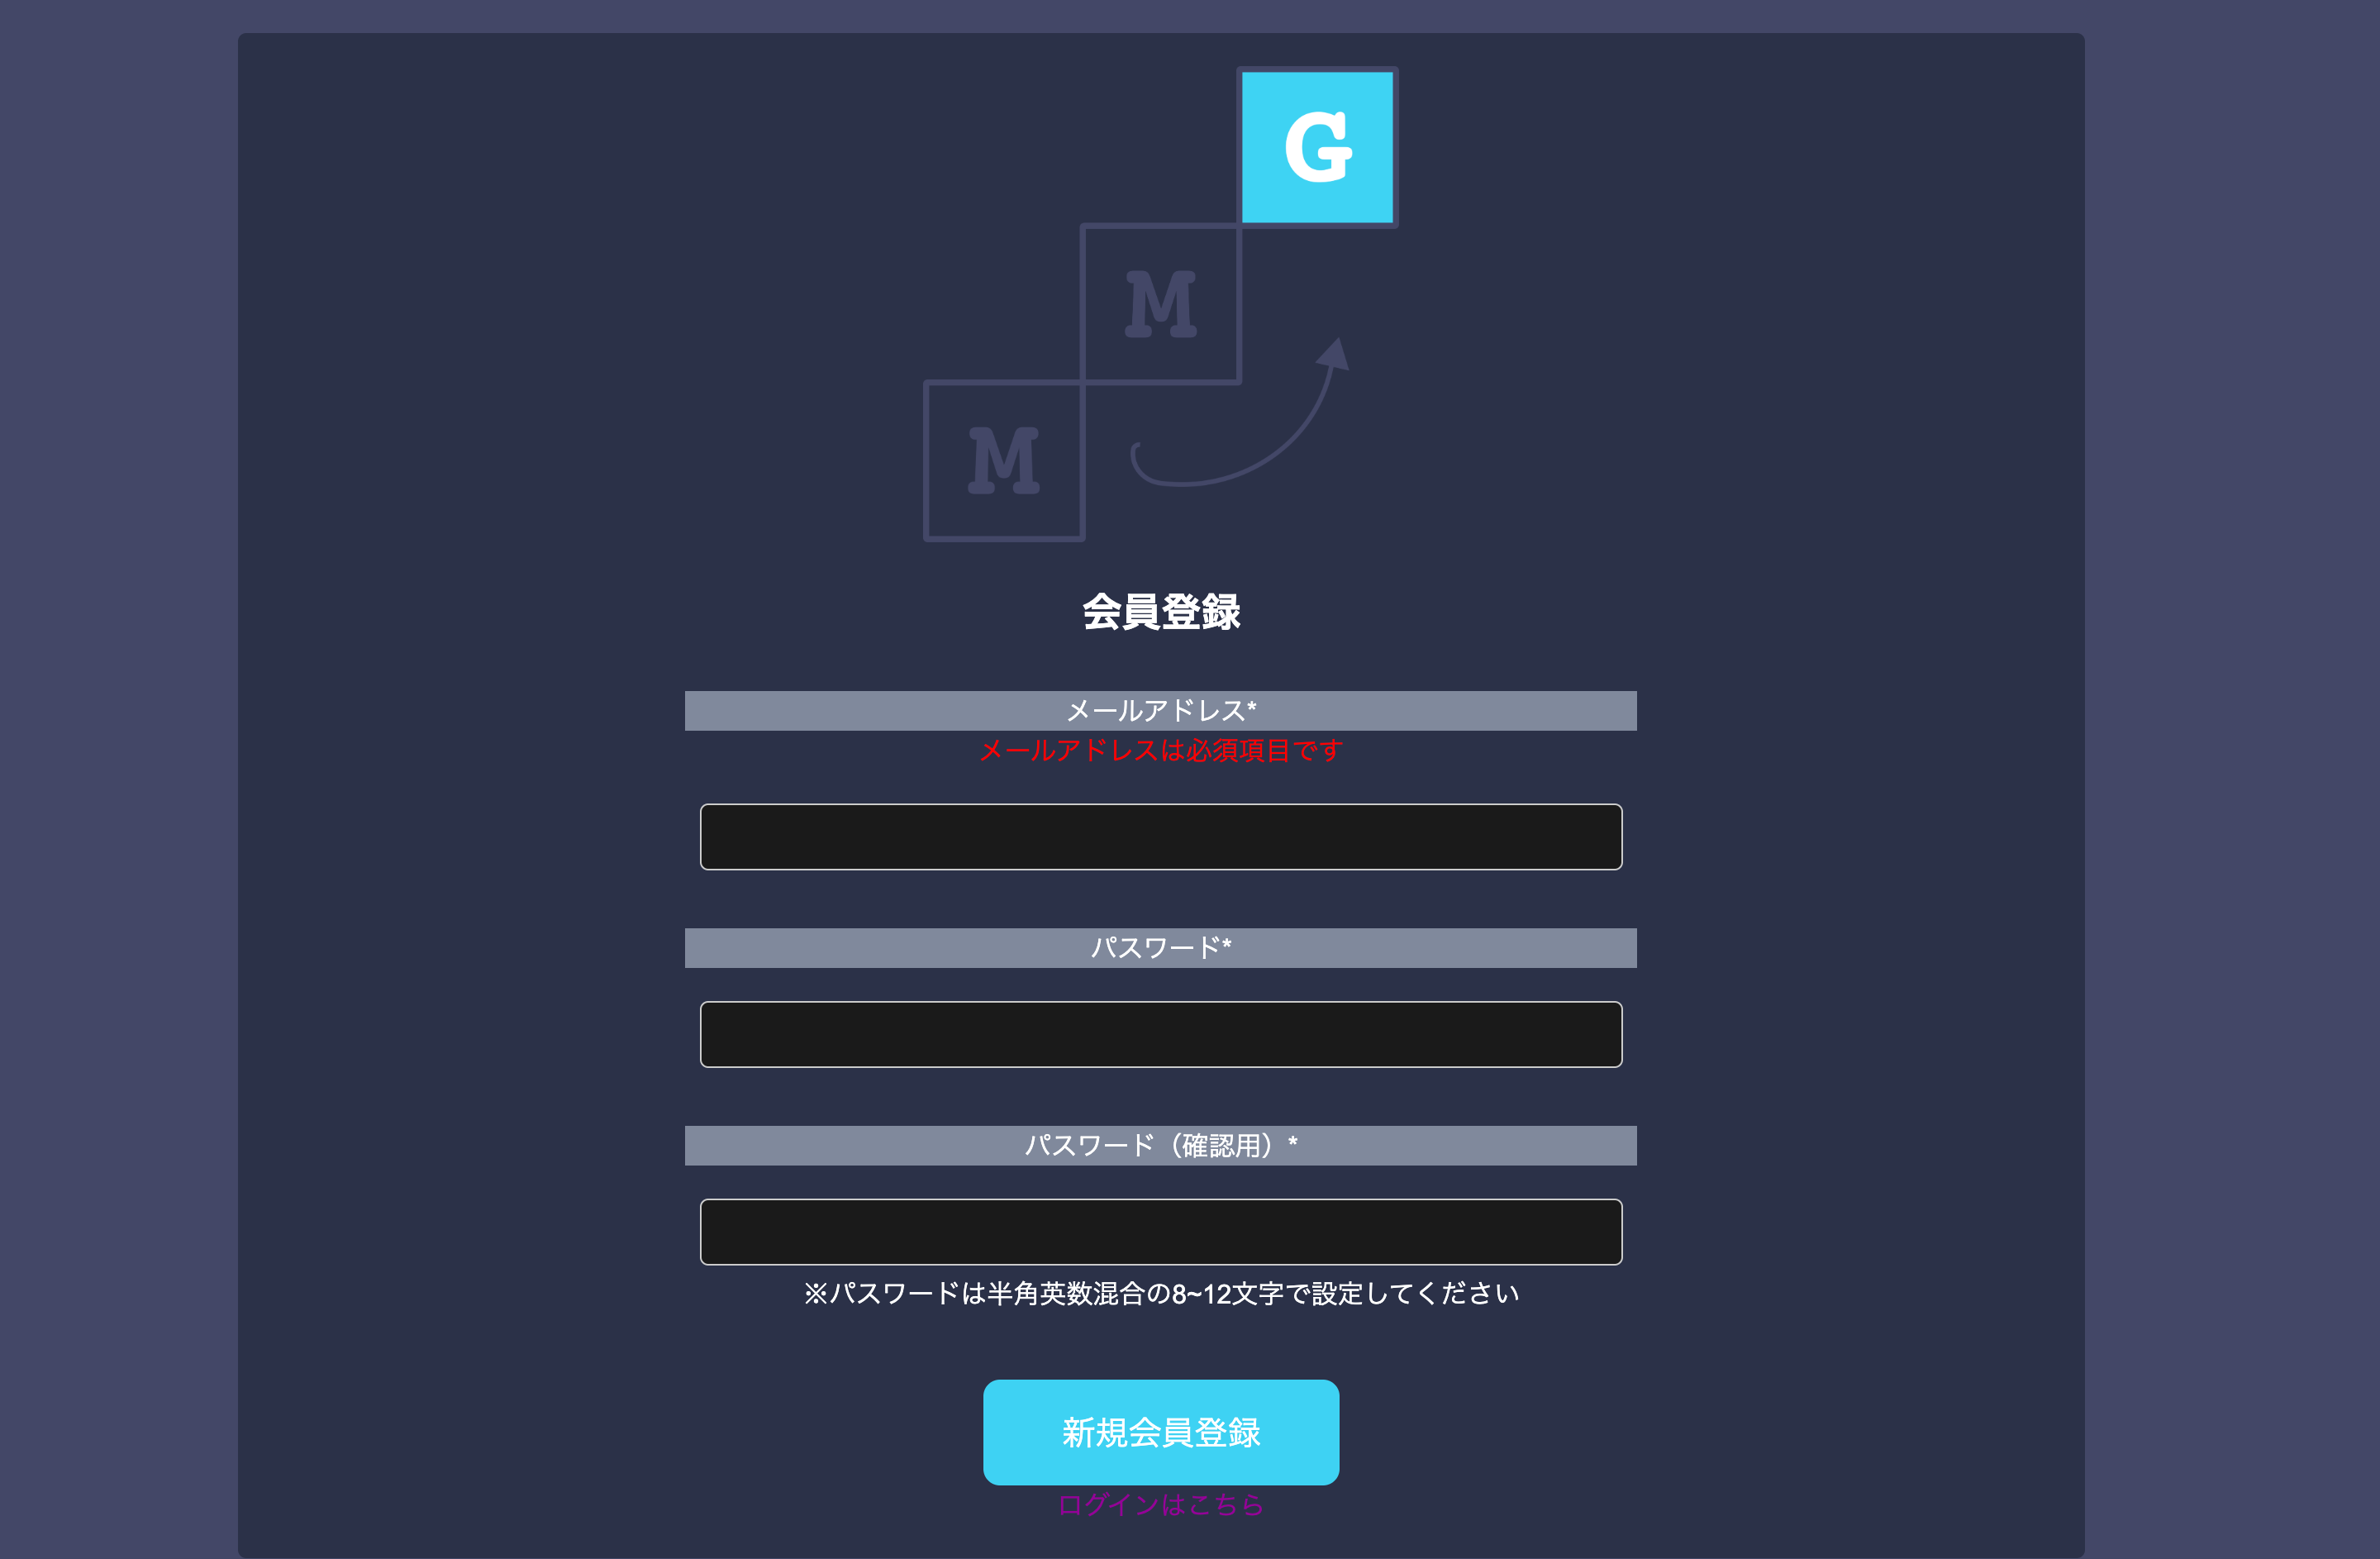 G
M
M
会員登録
メールアドレス*
メールアドレスは必須項目です
パスワード*
パスワード（確認用）*
※パスワードは半角英数混合の8~12文字で設定してください
新規会員登録
ログインはこちら